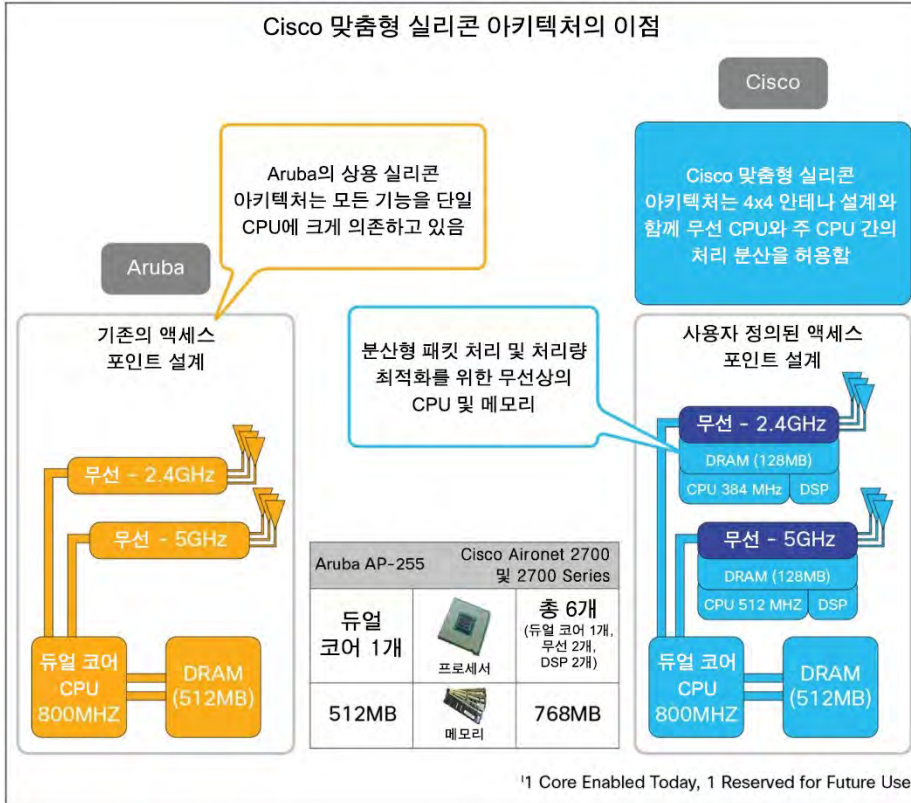 Cisco 맞춤형 실리콘 아키텍처의 이점
Cisco
Aruba의 상용 실리콘
아키텍처는 모든 기능을 단일
CPU에 크게 의존하고 있음
Cisco 맞춤형 실리콘
아키텍처는 4x4 안테나 설계와
함께 무선 CPU와 주 CPU 간의
처리 분산을 허용함
Aruba
기존의 액세스
포인트 설계
분산형 패킷 처리 및 처리량
최적화를 위한 무선상의
CPU 및 메모리
사용자 정의된 액세스
포인트 설계
무선 - 2.4GHz
무선 - 5GHz
듀얼 코어
CPU
800MHZ
DRAM
(512MB)
Aruba AP-255
Cisco Aironet 2700
및 2700 Series
듀얼
코어 1개
프로세서
총 6개
(듀얼 코어 1개,
무선 2개,
DSP 2개)
512MB
메모리
768MB
무선 - 2.4GHz
DRAM (128MB)
CPU 384 MHz
DSP
무선 - 5GHz
DRAM (128MB)
CPU 512 MHZ
DSP
듀얼 코어
CPU
800MHZ
DRAM
(512MB)
¹1 Core Enabled Today, 1 Reserved for Future Use